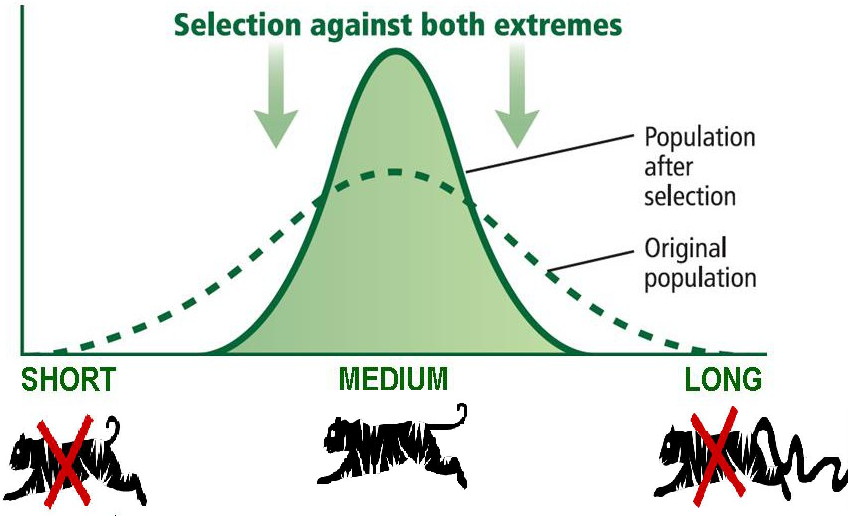 Selection against both extremes
Population
after
selection
Original
population
SHORT
MEDIUM
LONG